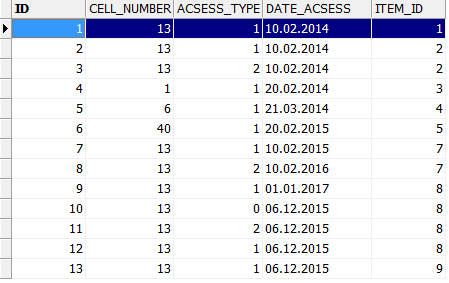 ID CELL_NUMBER ACSESS_TYPE DATE_ACSESS ITEM_ID
1 13 1 10.02.2014 1
2 13 1 10.02.2014 2
3 13 2 10.02.2014 2
4 1 1 20.02.2014 3
5 6 1 21.03.2014 4
6 40 1 20.02.2015 5
7 13 1 10.02.2015 7
8 13 2 10.02.2016 7
9 13 1 01.01.2017 8
10 13 0 06.12.2015 8
11 13 2 06.12.2015 8
12 13 1 06.12.2015 8
13 13 1 06.12.2015 9